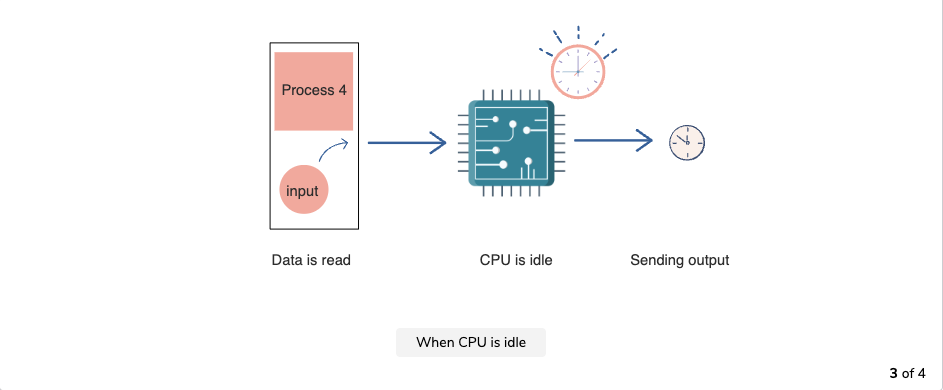 Process 4
input
Data is read
CPU is idle
Sending output
When CPU is idle
3 of 4